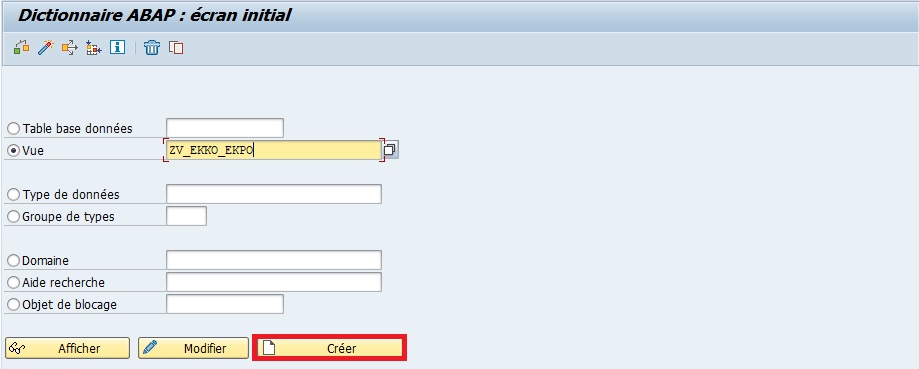 Dictionnaire ABAP : écran initial
Table base données
Vue ZV_EKKO_EKPO
Type de données
Groupe de types
Domaine
Aide recherche
Objet de blocage
Afficher Modifier Créer